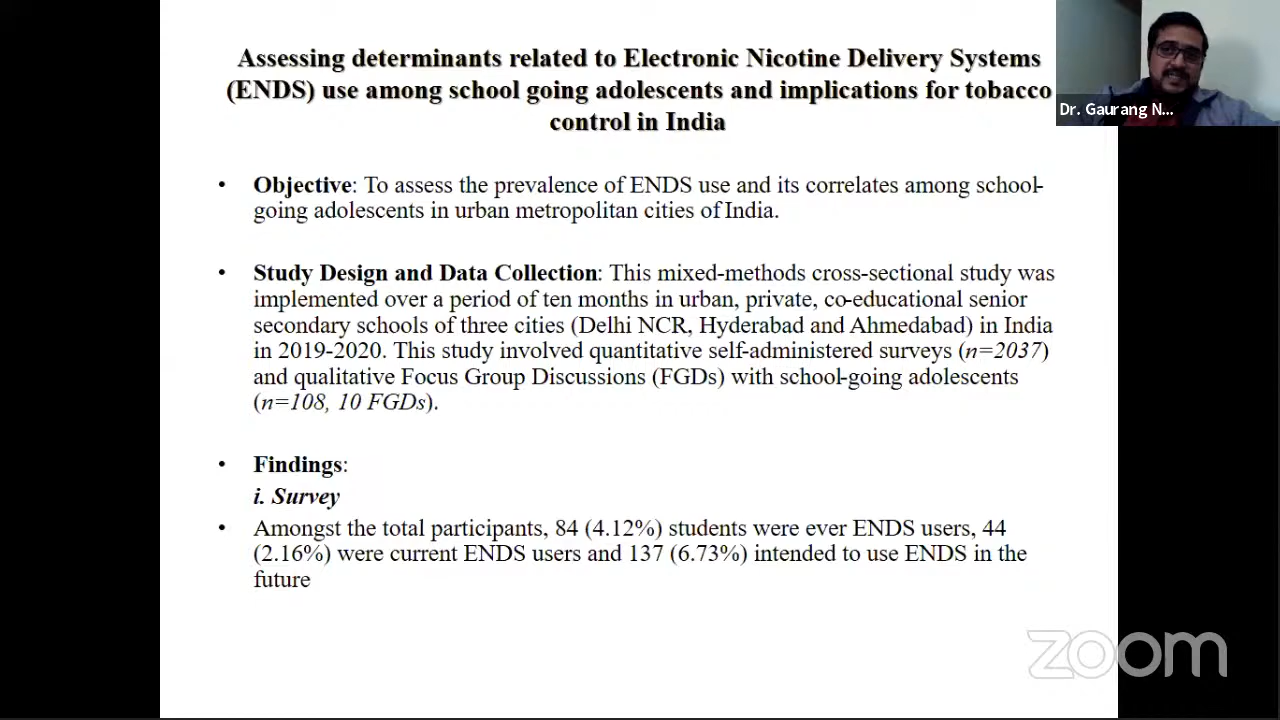 Assessing determinants related to Electronic Nicotine Delivery Systems
(ENDS) use among school going adolescents and implications for tobacco
control in India
Dr. Gaurang N...
• Objective: To assess the prevalence of ENDS use and its correlates among school-
going adolescents in urban metropolitan cities of India.
• Study Design and Data Collection: This mixed-methods cross-sectional study was
implemented over a period of ten months in urban, private, co-educational senior
secondary schools of three cities (Delhi NCR, Hyderabad and Ahmedabad) in India
in 2019-2020. This study involved quantitative self-administered surveys (n=2037)
and qualitative Focus Group Discussions (FGDs) with school-going adolescents
(n=108, 10 FGDs).
• Findings:
i. Survey
• Amongst the total participants, 84 (4.12%) students were ever ENDS users, 44
(2.16%) were current ENDS users and 137 (6.73%) intended to use ENDS in the
future
zoom